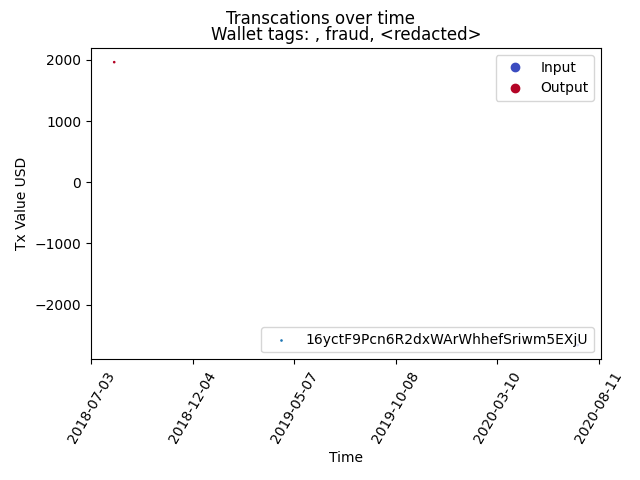 Transcations over time
Wallet tags: , fraud, <redacted>
2000
1000
0
−1000
−2000
Tx Value USD
Input
Output
16yctF9Pcn6R2dxWArWhhefSriwm5EXjU
2018-07-03
2018-12-04
2019-05-07
2019-10-08
2020-03-10
2020-08-11
Time